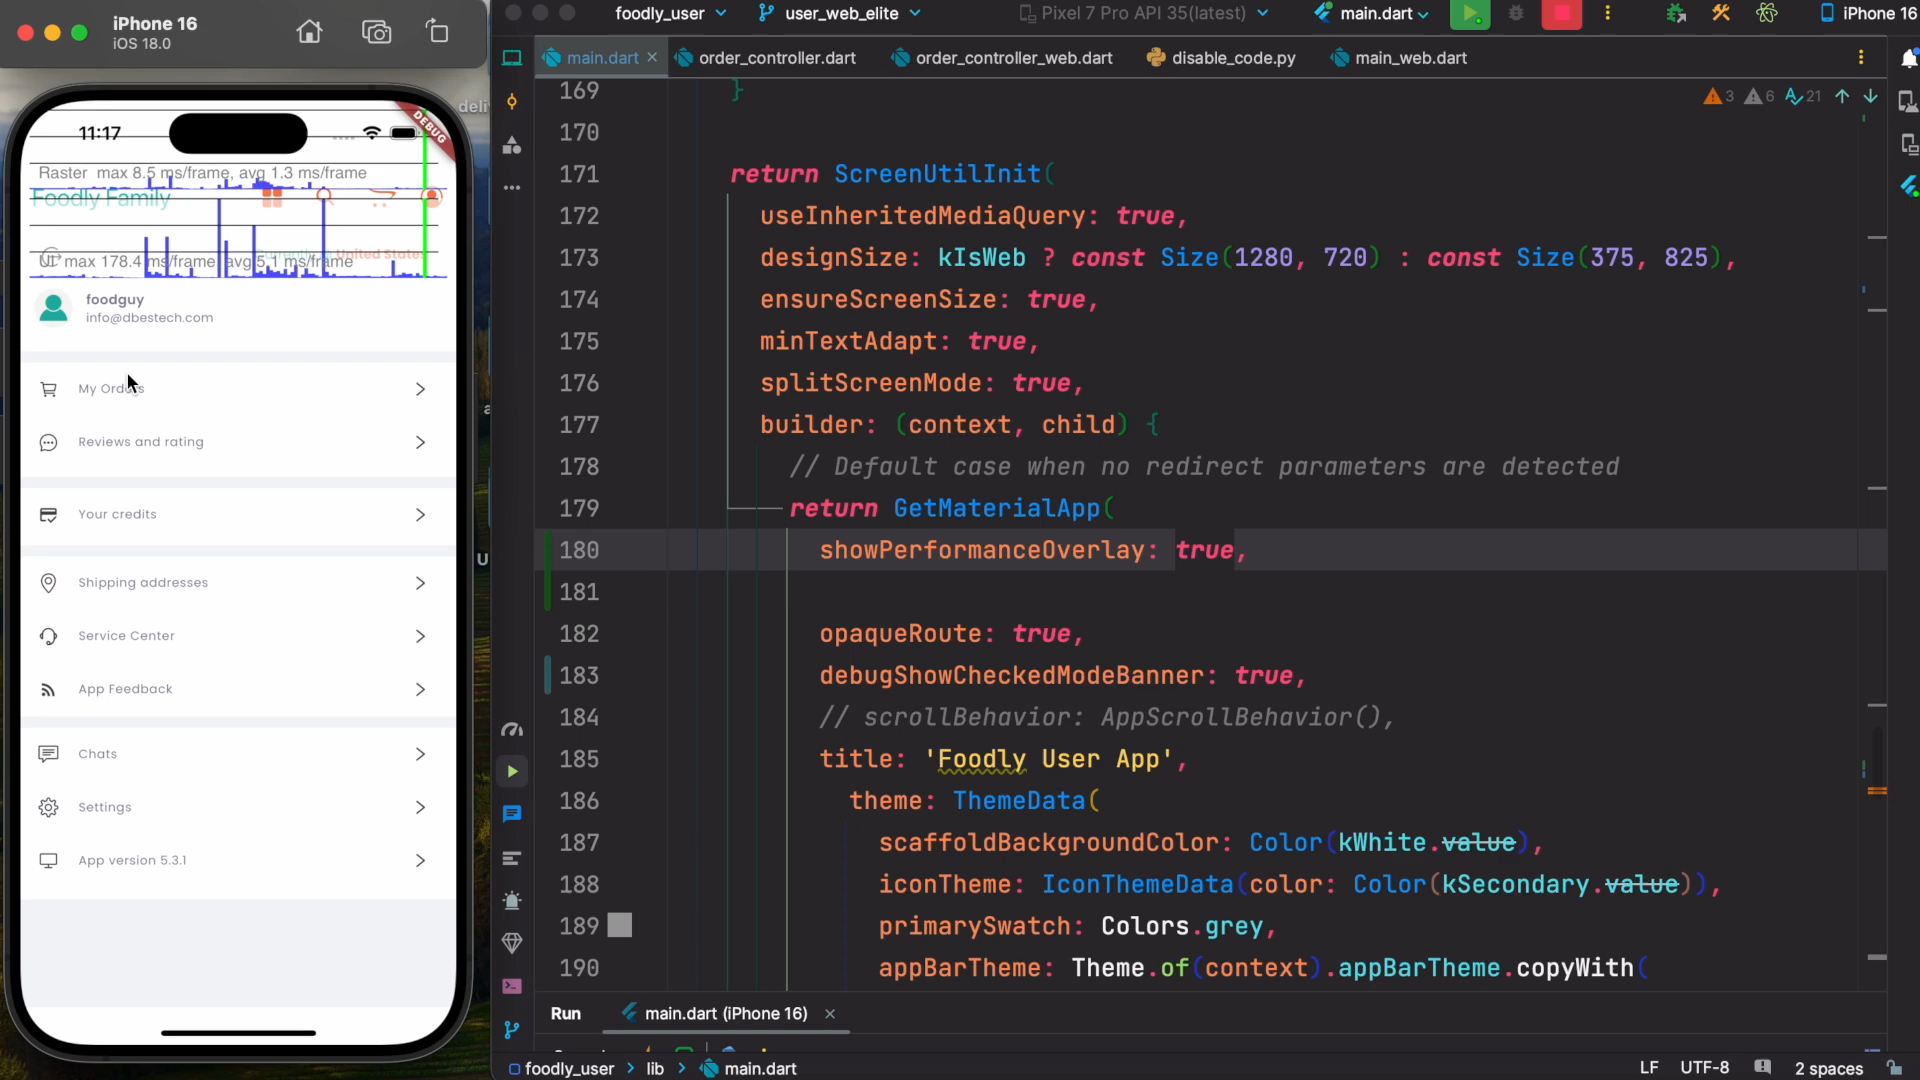 iPhone 16
iOS 18.0
foodly_user
user_web_elite
Pixel 7 Pro API 35(latest)
main.dart
iPhone 16
main.dart
order_controller.dart
order_controller_web.dart
disable_code.py
main_web.dart
deli
11:17
DEBUG
Raster max 8.5 ms/frame, avg 1.3 ms/frame
Foodly Family
United States
UI max 178.4 ms/frame, avg 5.1 ms/frame
foodguy
info@dbestech.com
My Orders
Reviews and rating
Your credits
Shipping addresses
Service Center
App Feedback
Chats
Settings
App version 5.3.1
3 6 21
169 }
170
171 return ScreenUtilInit(
172 useInheritedMediaQuery: true,
173 designSize: kIsWeb ? const Size(1280, 720) : const Size(375, 825),
174 ensureScreenSize: true,
175 minTextAdapt: true,
176 splitScreenMode: true,
177 builder: (context, child) {
178 // Default case when no redirect parameters are detected
179 return GetMaterialApp(
180 showPerformanceOverlay: true,
181
182 opaqueRoute: true,
183 debugShowCheckedModeBanner: true,
184 // scrollBehavior: AppScrollBehavior(),
185 title: 'Foodly User App',
186 theme: ThemeData(
187 scaffoldBackgroundColor: Color(kWhite.value),
188 iconTheme: IconThemeData(color: Color(kSecondary.value)),
189 primarySwatch: Colors.grey,
190 appBarTheme: Theme.of(context).appBarTheme.copyWith(
Run
main.dart (iPhone 16)
foodly_user > lib > main.dart
LF UTF-8 2 spaces